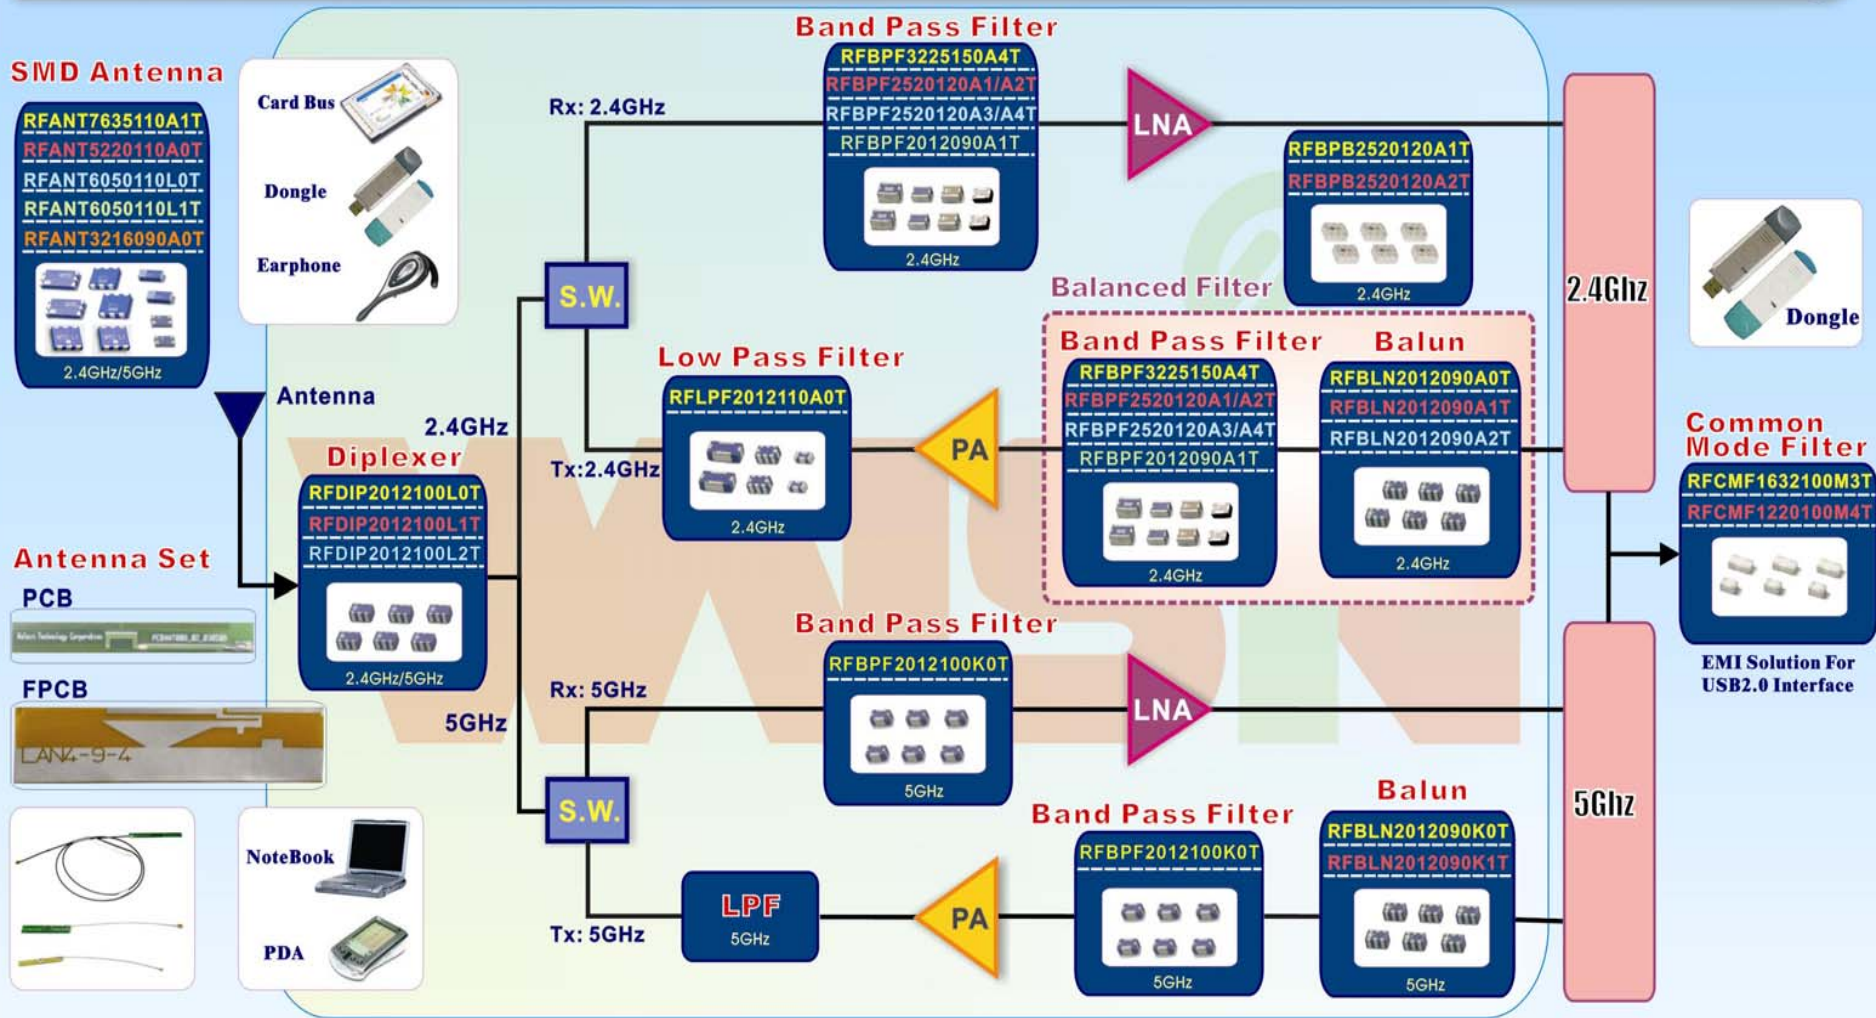 SMD Antenna
RFANT7635110A1T
RFANT5220110A0T
RFANT6050110L0T
RFANT6050110L1T
RFANT3216090A0T
2.4GHz/5GHz
Card Bus
Dongle
Earphone
Antenna
Antenna Set
PCB
FPCB
LAN4-9-4
NoteBook
PDA
Diplexer
RFDIP2012100L0T
RFDIP2012100L1T
RFDIP2012100L2T
2.4GHz/5GHz
2.4GHz
5GHz
S.W.
S.W.
Rx: 2.4GHz
Band Pass Filter
RFBPF3225150A4T
RFBPF2520120A1/A2T
RFBPF2520120A3/A4T
RFBPF2012090A1T
2.4GHz
LNA
RFBPB2520120A1T
RFBPB2520120A2T
2.4GHz
Balanced Filter
Tx:2.4GHz
Low Pass Filter
RFLPF2012110A0T
2.4GHz
PA
Band Pass Filter
RFBPF3225150A4T
RFBPF2520120A1/A2T
RFBPF2520120A3/A4T
RFBPF2012090A1T
2.4GHz
Balun
RFBLN2012090A0T
RFBLN2012090A1T
RFBLN2012090A2T
2.4GHz
Rx: 5GHz
Band Pass Filter
RFBPF2012100K0T
5GHz
LNA
Tx: 5GHz
LPF
5GHz
PA
Band Pass Filter
RFBPF2012100K0T
5GHz
Balun
RFBLN2012090K0T
RFBLN2012090K1T
5GHz
2.4Ghz
5Ghz
Dongle
Common
Mode Filter
RFCMF1632100M3T
RFCMF1220100M4T
EMI Solution For
USB2.0 Interface